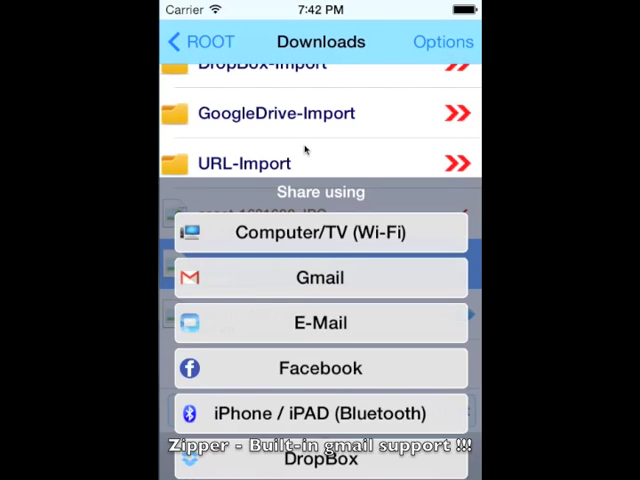 Carrier 7:42 PM
ROOT Downloads Options
DropBox-Import
GoogleDrive-Import
URL-Import
Share using
Computer/TV (Wi-Fi)
Gmail
E-Mail
Facebook
iPhone / iPAD (Bluetooth)
Zipper - Built-in gmail support !!!
DropBox